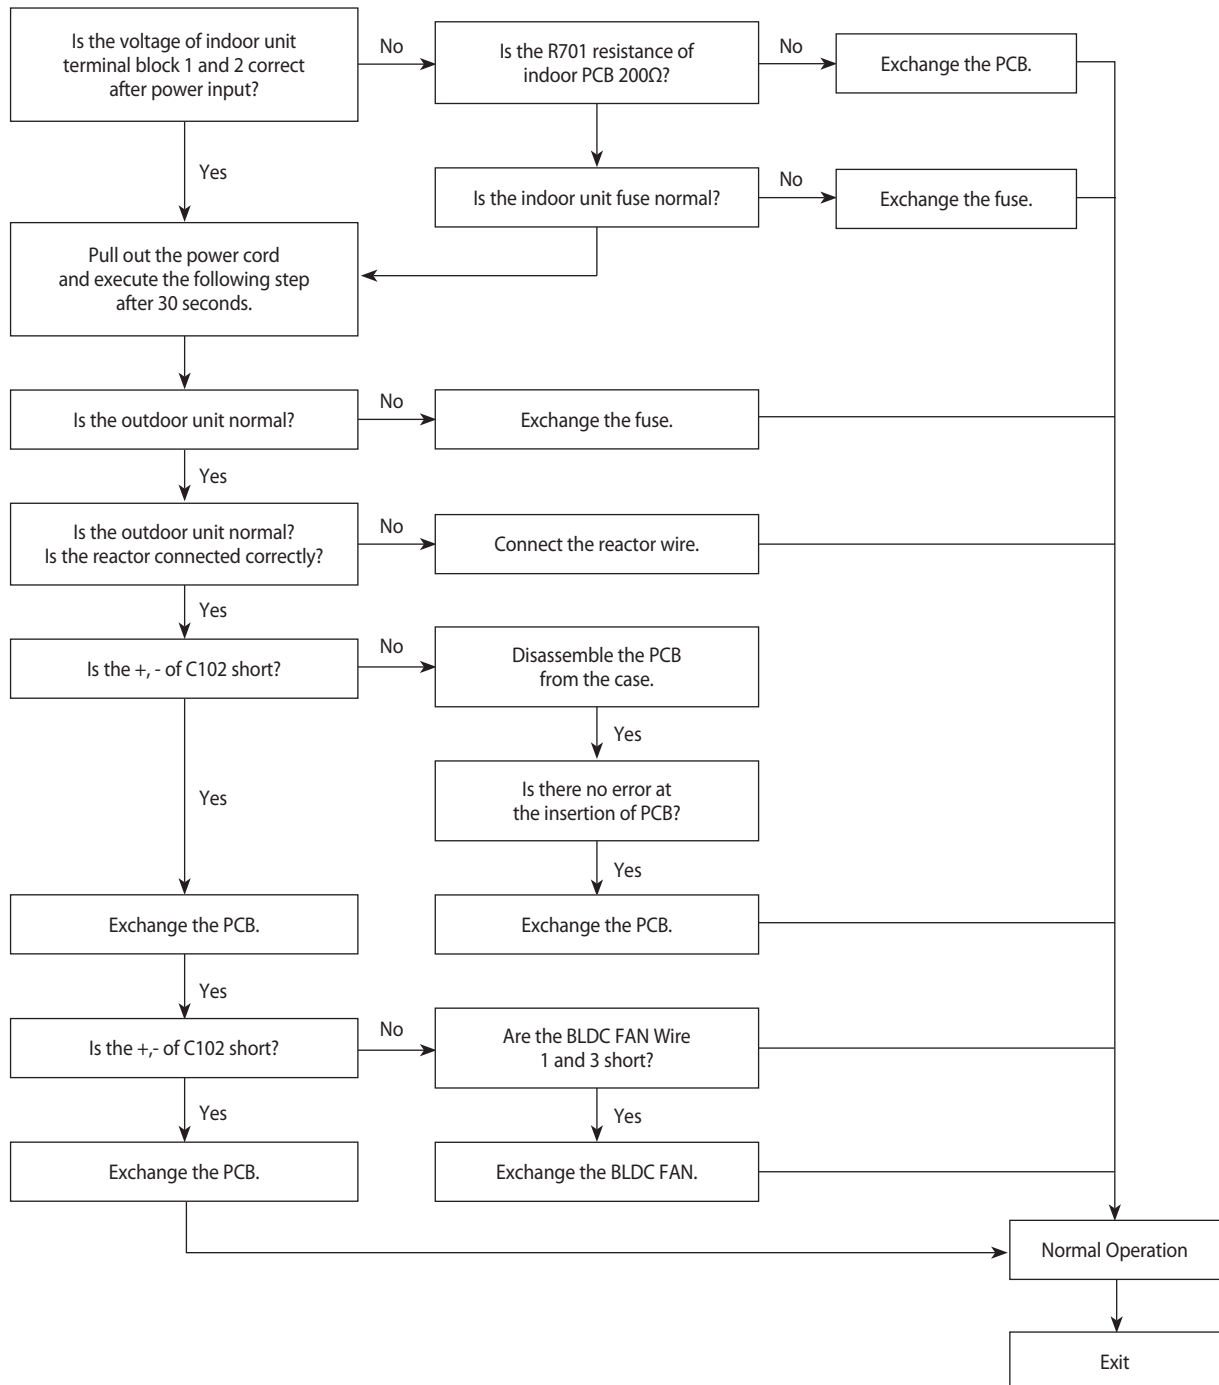 Is the voltage of indoor unit
terminal block 1 and 2 correct
after power input?
No
Is the R701 resistance of
indoor PCB 200Ω?
No
Exchange the PCB.
Yes
Is the indoor unit fuse normal?
No
Exchange the fuse.
Pull out the power cord
and execute the following step
after 30 seconds.
Is the outdoor unit normal?
No
Exchange the fuse.
Yes
Is the outdoor unit normal?
Is the reactor connected correctly?
No
Connect the reactor wire.
Yes
Is the +, - of C102 short?
No
Disassemble the PCB
from the case.
Yes
Is there no error at
the insertion of PCB?
Yes
Yes
Exchange the PCB.
Exchange the PCB.
Yes
Is the +,- of C102 short?
No
Are the BLDC FAN Wire
1 and 3 short?
Yes
Yes
Exchange the PCB.
Exchange the BLDC FAN.
Normal Operation
Exit